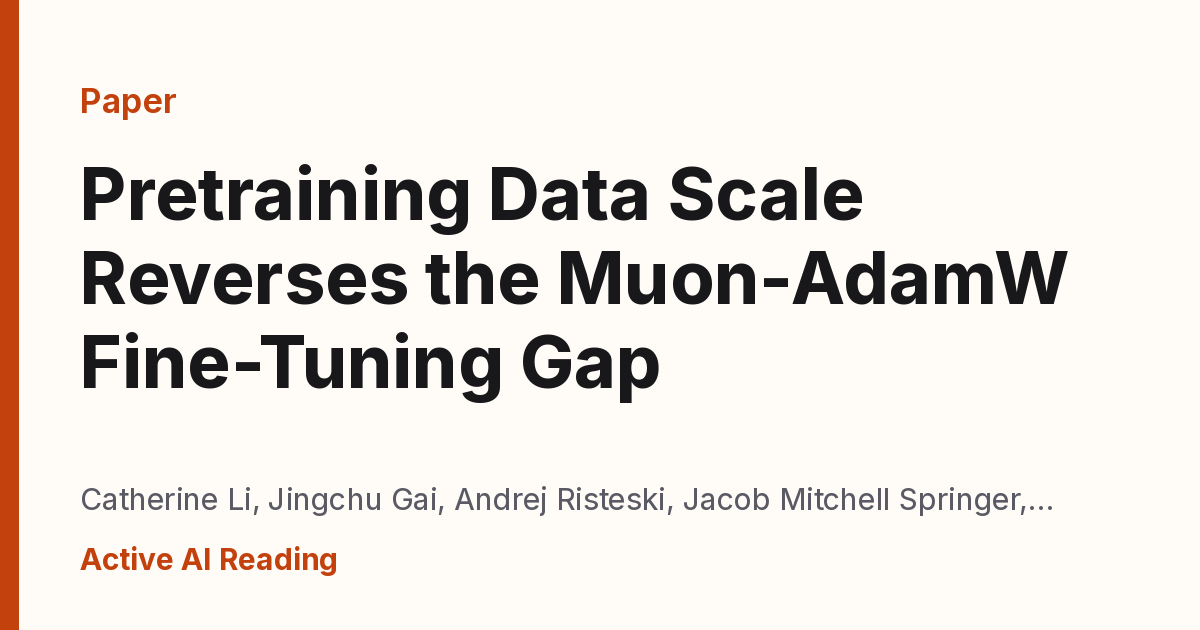 Paper
Pretraining Data Scale
Reverses the Muon-AdamW
Fine-Tuning Gap
Catherine Li, Jingchu Gai, Andrej Risteski, Jacob Mitchell Springer,...
Active AI Reading